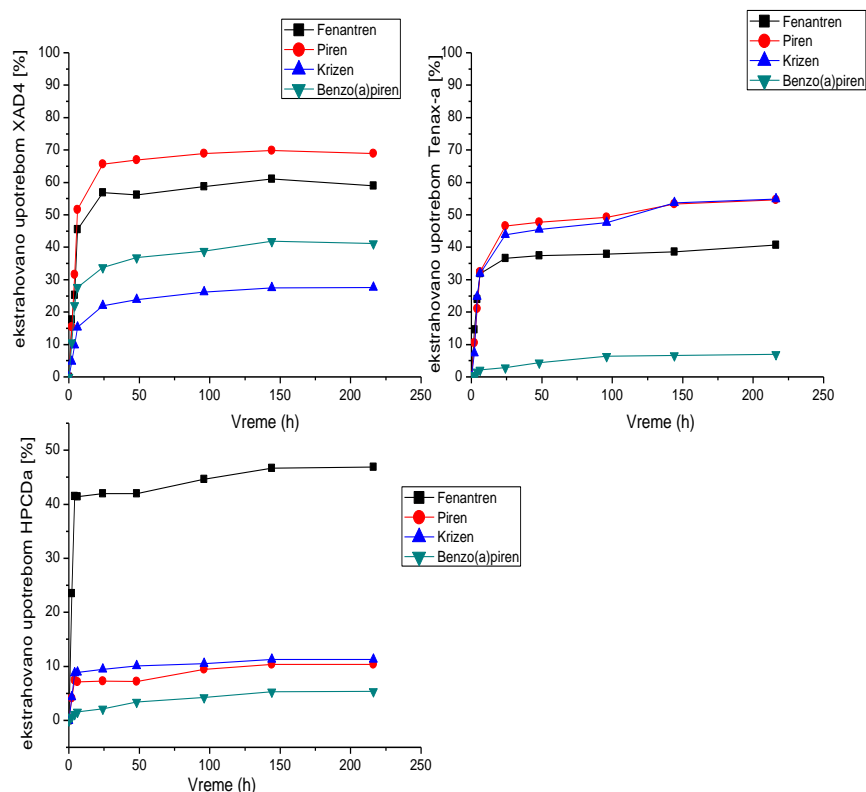 Fenantren
Piren
Krizen
Benzo(a)piren
ekstrahovano upotrebom XAD4 [%]
100
90
80
70
60
50
40
30
20
10
0
0 50 100 150 200 250
Vreme (h)
Fenantren
Piren
Krizen
Benzo(a)piren
ekstrahovano upotrebom Tenax-a [%]
100
90
80
70
60
50
40
30
20
10
0
0 50 100 150 200 250
Vreme (h)
Fenantren
Piren
Krizen
Benzo(a)piren
ekstrahovano upotrebom HPCDa [%]
50
40
30
20
10
0
0 50 100 150 200 250
Vreme (h)